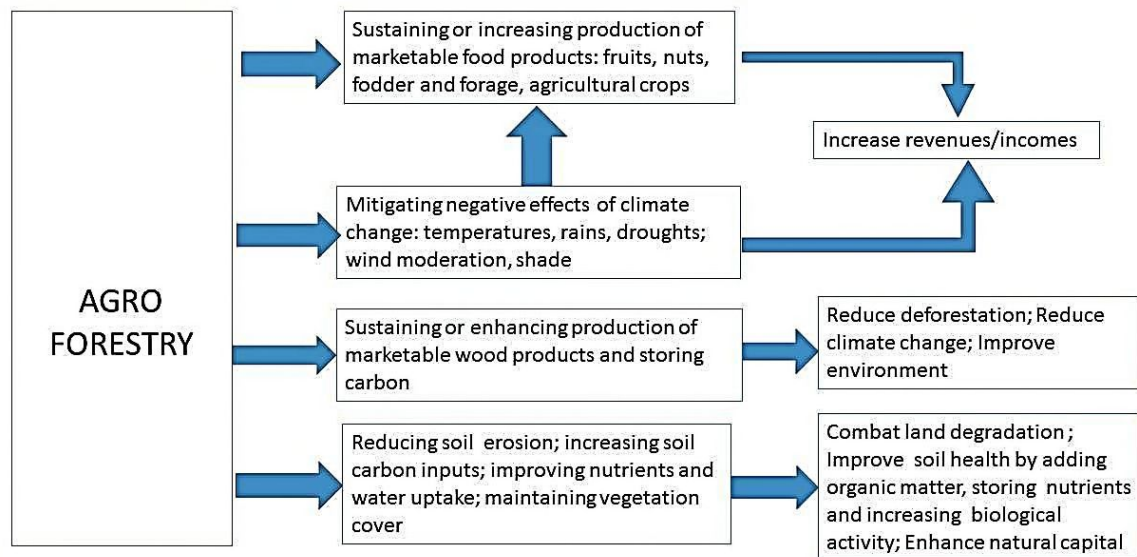 AGRO
FORESTRY
Sustaining or increasing production of
marketable food products: fruits, nuts,
fodder and forage, agricultural crops
Increase revenues/incomes
Mitigating negative effects of climate
change: temperatures, rains, droughts;
wind moderation, shade
Sustaining or enhancing production of
marketable wood products and storing
carbon
Reduce deforestation; Reduce
climate change; Improve
environment
Reducing soil erosion; increasing soil
carbon inputs; improving nutrients and
water uptake; maintaining vegetation
cover
Combat land degradation ;
Improve soil health by adding
organic matter, storing nutrients
and increasing biological
activity; Enhance natural capital